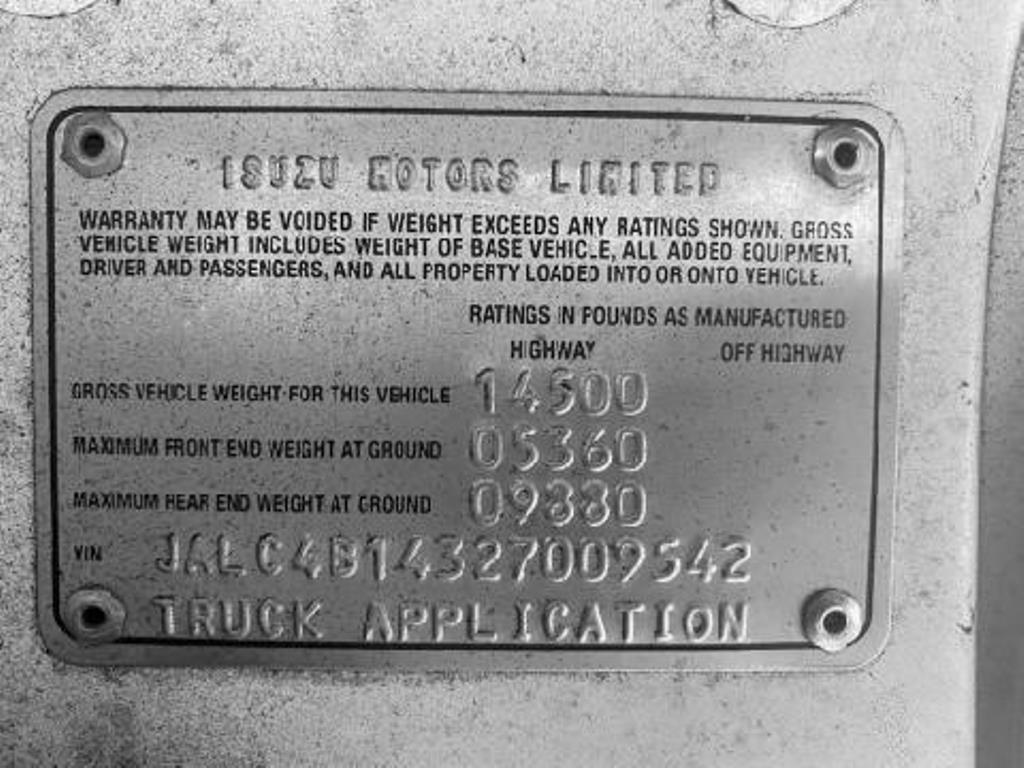 ISUZU MOTORS LIMITED
WARRANTY MAY BE VOIDED IF WEIGHT EXCEEDS ANY RATINGS SHOWN. GROSS
VEHICLE WEIGHT INCLUDES WEIGHT OF BASE VEHICLE, ALL ADDED EQUIPMENT,
DRIVER AND PASSENGERS, AND ALL PROPERTY LOADED INTO OR ONTO VEHICLE.
RATINGS IN POUNDS AS MANUFACTURED
HIGHWAY OFF HIGHWAY
GROSS VEHICLE WEIGHT FOR THIS VEHICLE 14500
MAXIMUM FRONT END WEIGHT AT GROUND 05360
MAXIMUM REAR END WEIGHT AT GROUND 09880
VIN JALC4B14327009542
TRUCK APPLICATION